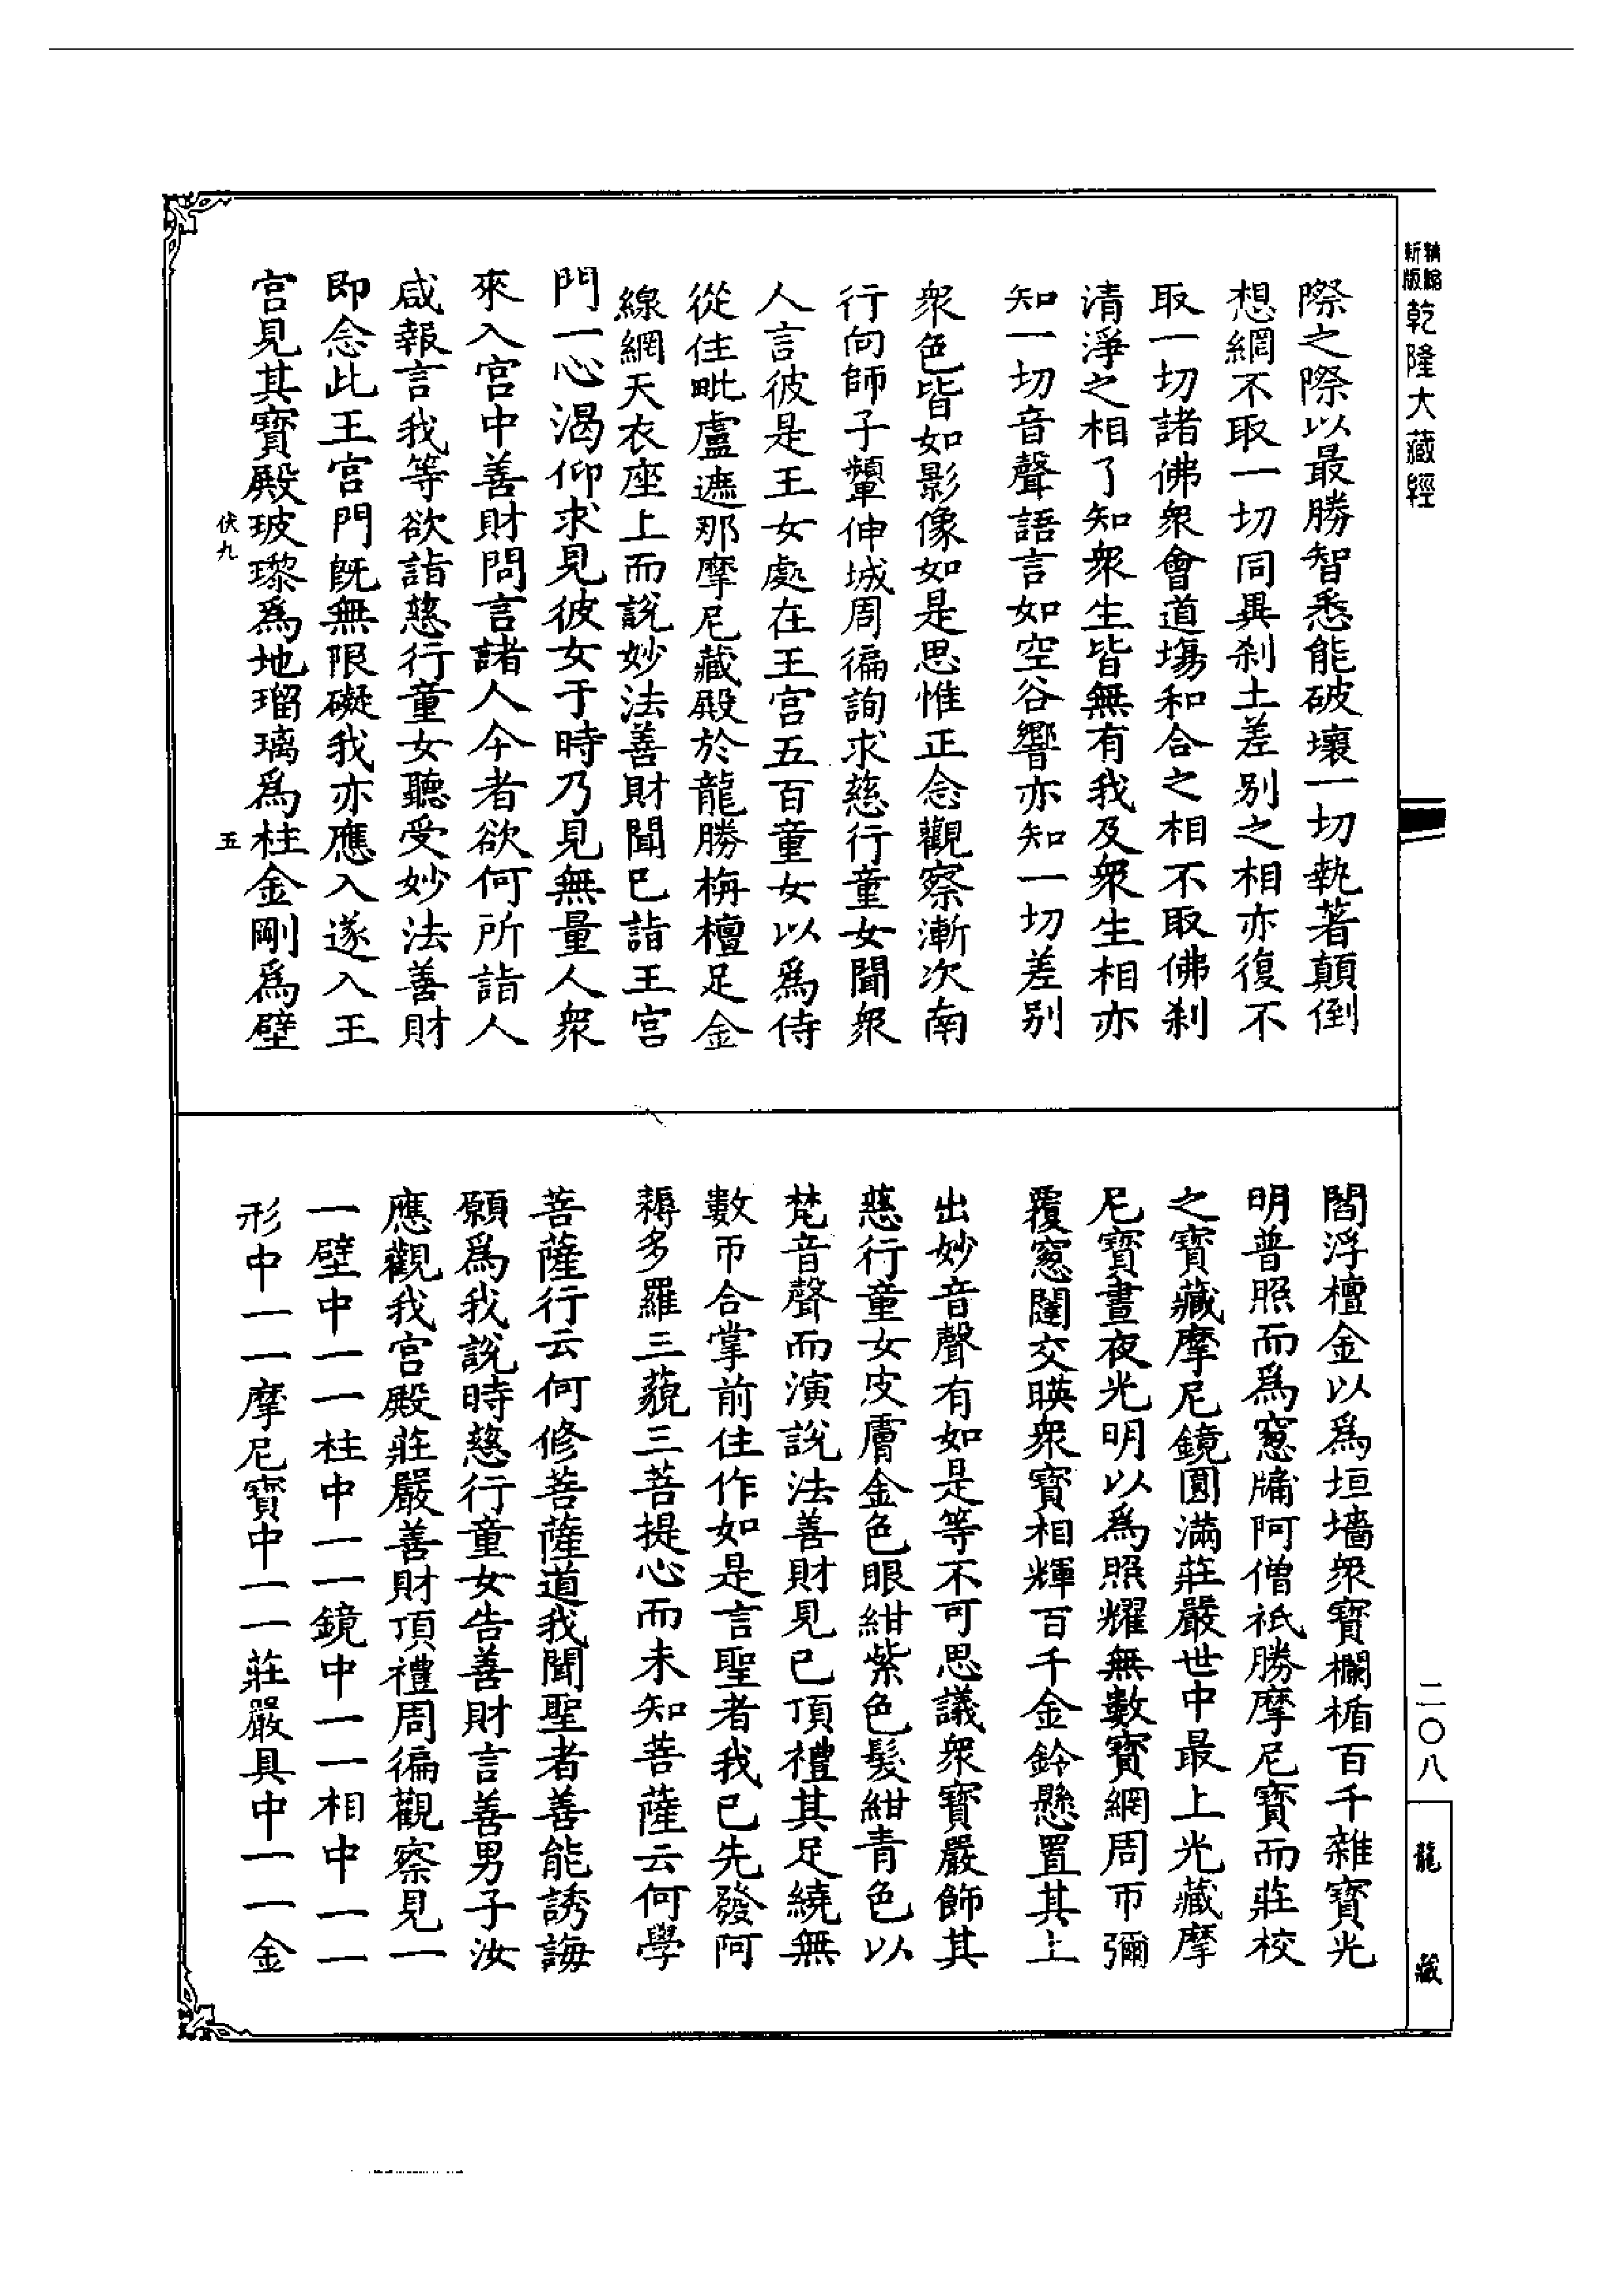 精縮新版乾隆大藏經
際之際以最勝智悉能破壞一切執著顛倒
想網不取一切同異剎土差別之相亦復不
取一切諸佛眾會道場和合之相不取佛剎
清淨之相了知眾生皆無有我及眾生相亦
知一切音聲語言如空谷響亦知一切差別
眾色皆如影像如是思惟正念觀察漸次南
行向師子顰伸城周徧詢求慈行童女聞眾
人言彼是王女處在王宮五百童女以為侍
從住毗盧遮那摩尼藏殿於龍勝栴檀足金
線網天衣座上而說妙法善財聞已詣王宮
門一心渴仰求見彼女于時乃見無量人眾
來入宮中善財問言諸人今者欲何所詣人
咸報言我等欲詣慈行童女聽受妙法善財
即念此王宮門既無限礙我亦應入遂入王
宮見其寶殿玻瓈為地瑠璃為柱金剛為壁
伏九 五
閻浮檀金以為垣墻眾寶欄楯百千雜寶光
明普照而為窻牗阿僧祇勝摩尼寶而莊校
之寶藏摩尼鏡圓滿莊嚴世中最上光藏摩
尼寶晝夜光明以為照耀無數寶網周帀彌
覆窻闥交暎眾寶相輝百千金鈴懸置其上
出妙音聲有如是等不可思議眾寶嚴飾其
慈行童女皮膚金色眼紺紫色髮紺青色以
梵音聲而演說法善財見已頂禮其足繞無
數帀合掌前住作如是言聖者我已先發阿
耨多羅三藐三菩提心而未知菩薩云何學
菩薩行云何修菩薩道我聞聖者善能誘誨
願為我說時慈行童女告善財言善男子汝
應觀我宮殿莊嚴善財頂禮周徧觀察見一
一壁中一一柱中一一鏡中一一相中一一
形中一一摩尼寶中一一莊嚴具中一一金
二〇八
龍藏